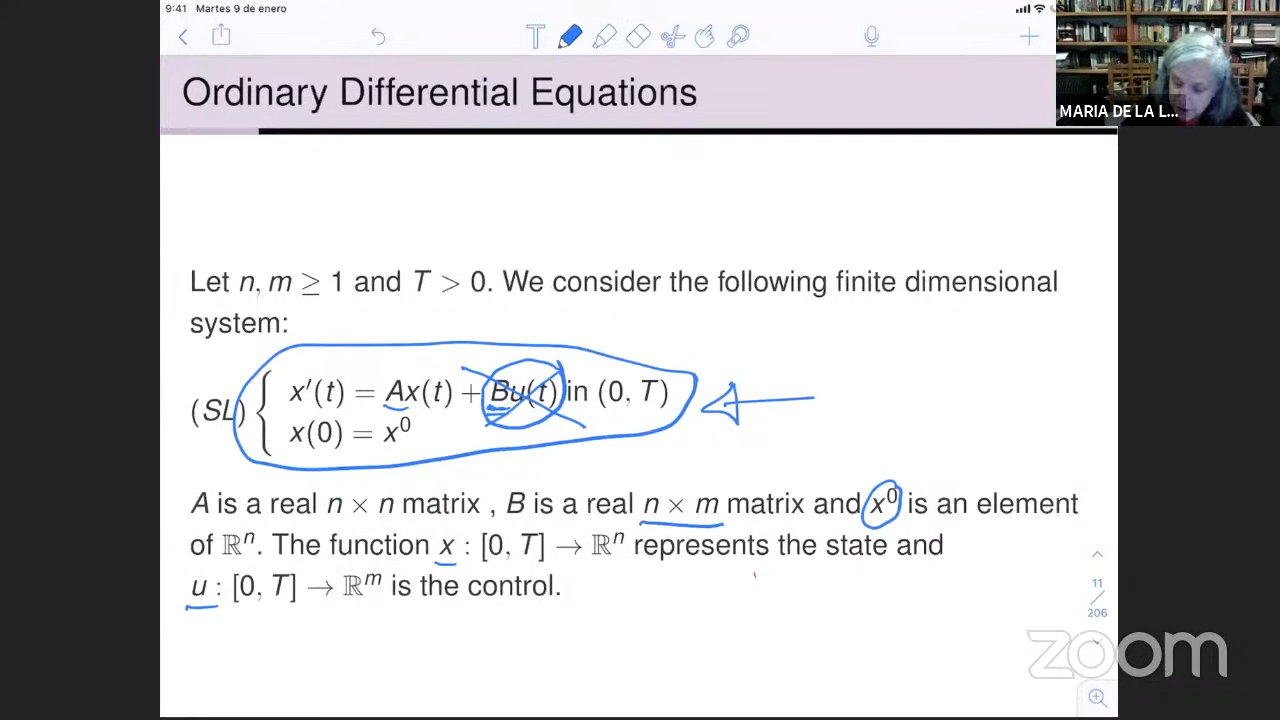 9:41 Martes 9 de enero
Ordinary Differential Equations
MARIA DE LA L...
Let n, m ≥ 1 and T > 0. We consider the following finite dimensional
system:
(SL) { x′(t) = Ax(t) + Bu(t) in (0, T)
x(0) = x⁰
A is a real n × n matrix , B is a real n × m matrix and x⁰ is an element
of ℝⁿ. The function x : [0, T] → ℝⁿ represents the state and
u : [0, T] → ℝᵐ is the control.
11
/
206
zoom